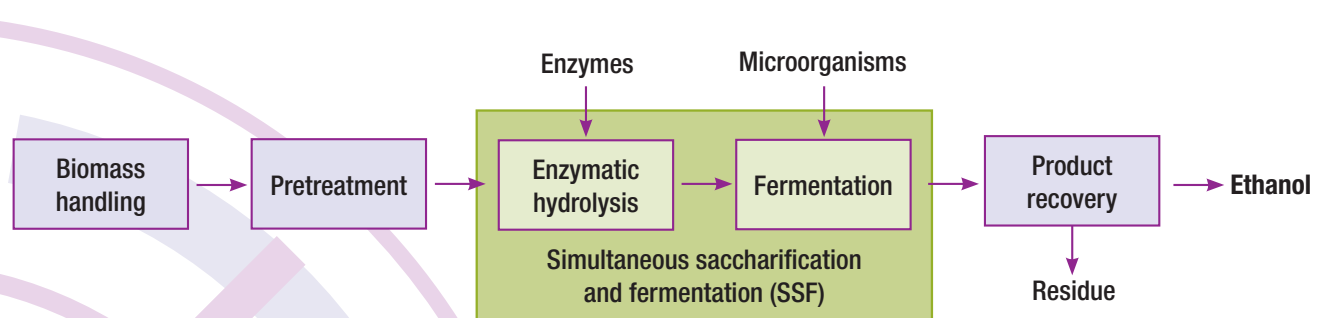 Enzymes
Microorganisms
Biomass
handling
Pretreatment
Enzymatic
hydrolysis
Fermentation
Product
recovery
Ethanol
Simultaneous saccharification
and fermentation (SSF)
Residue